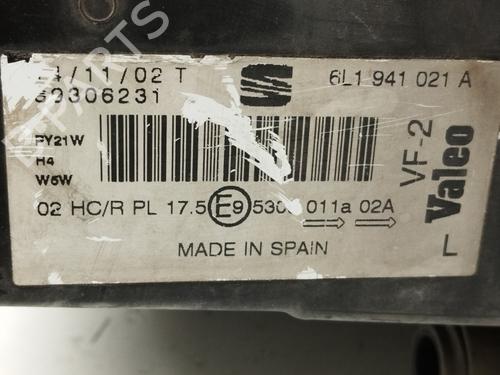 /11/02 T
6L1 941 021 A
89306231
PY21W
H4
W5W
VF-2
Valeo
L
02 HC/R PL 17.5 E9 011a 02A
MADE IN SPAIN